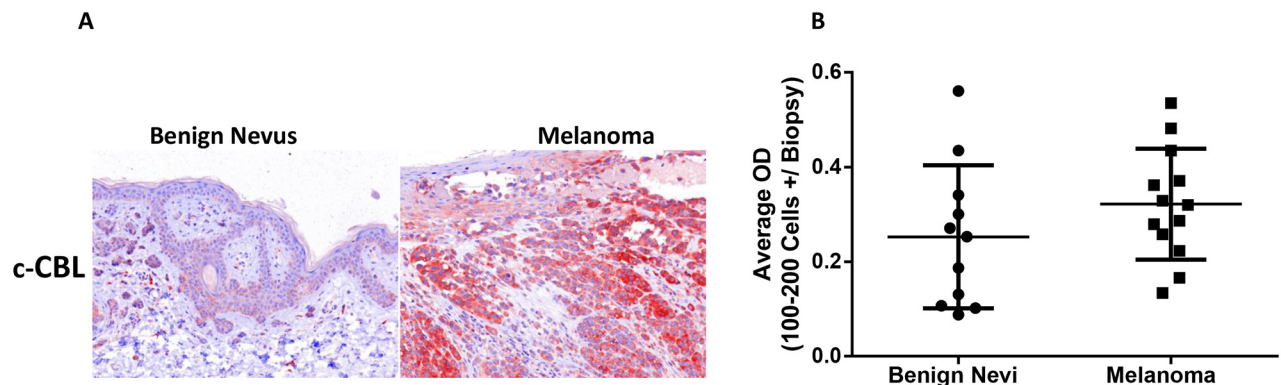 A
Benign Nevus
Melanoma
c-CBL
B
Average OD
(100-200 Cells +/ Biopsy)
0.6
0.4
0.2
0.0
Benign Nevi
Melanoma